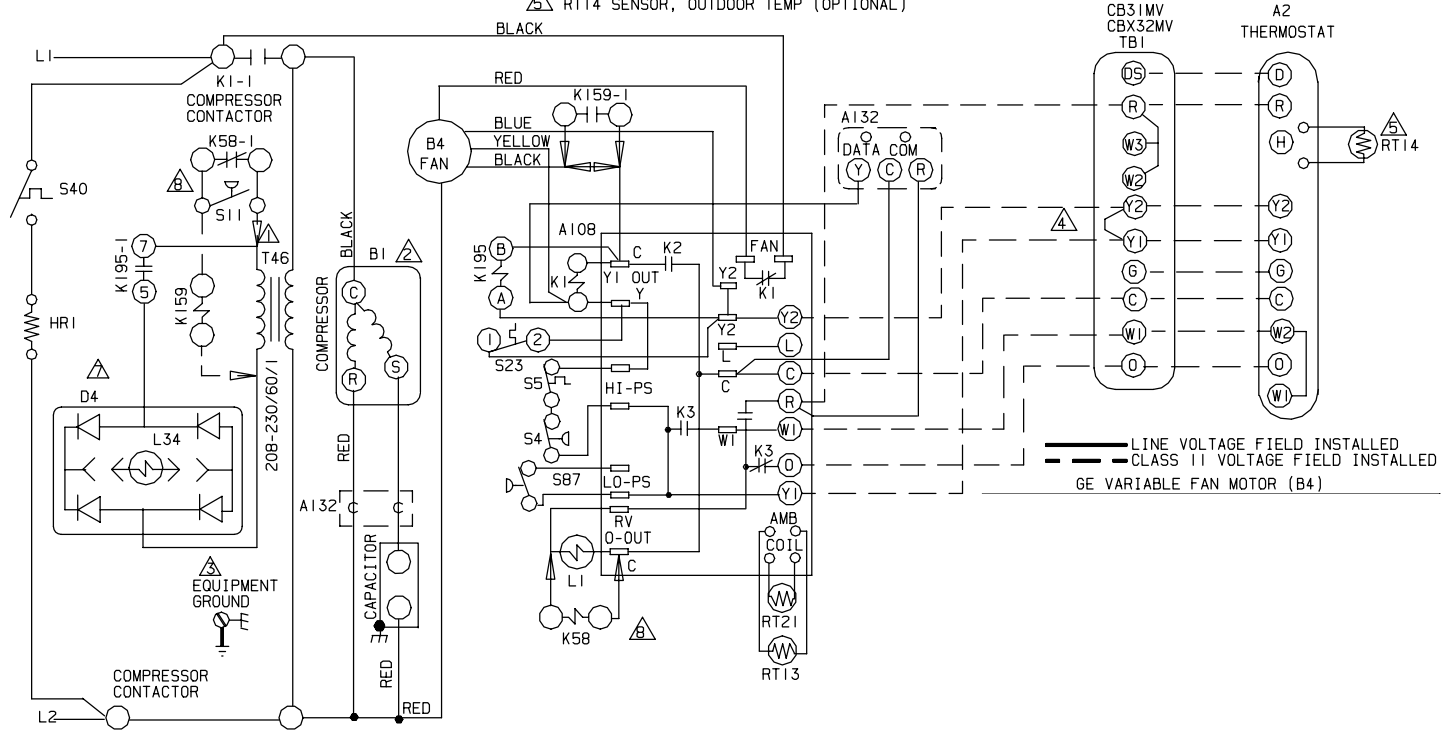 5 RT14 SENSOR, OUTDOOR TEMP (OPTIONAL)
CB31MV
CBX32MV
TB1
A2
THERMOSTAT
BLACK
L1
K1-1
COMPRESSOR
CONTACTOR
K58-1
8
S11
S40
RED
K159-1
B4
FAN
BLUE
YELLOW
BLACK
A132
DATA COM
Y C R
DS
R
W3
W2
Y2
Y1
G
C
W1
O
D
R
H
5
RT14
Y2
Y1
G
C
W2
O
W1
4
1
T46
7
K195-1
5
K159
BLACK
B1 2
COMPRESSOR
C
R
S
HR1
208-230/60/1
7
D4
L34
RED
A132
C C
3
EQUIPMENT
GROUND
CAPACITOR
RED
RED
COMPRESSOR
CONTACTOR
L2
A108
K195
B
A
K1
C
Y1 OUT
K2
Y
FAN
K1
Y2
Y2
Y2
L
L
C
C
R
1 2
S23
S5
HI-PS
S4
K3
W1
W1
K3
O
S87
LO-PS
Y1
RV
O-OUT
C
L1
K58
8
AMB
COIL
RT21
RT13
LINE VOLTAGE FIELD INSTALLED
CLASS II VOLTAGE FIELD INSTALLED
GE VARIABLE FAN MOTOR (B4)